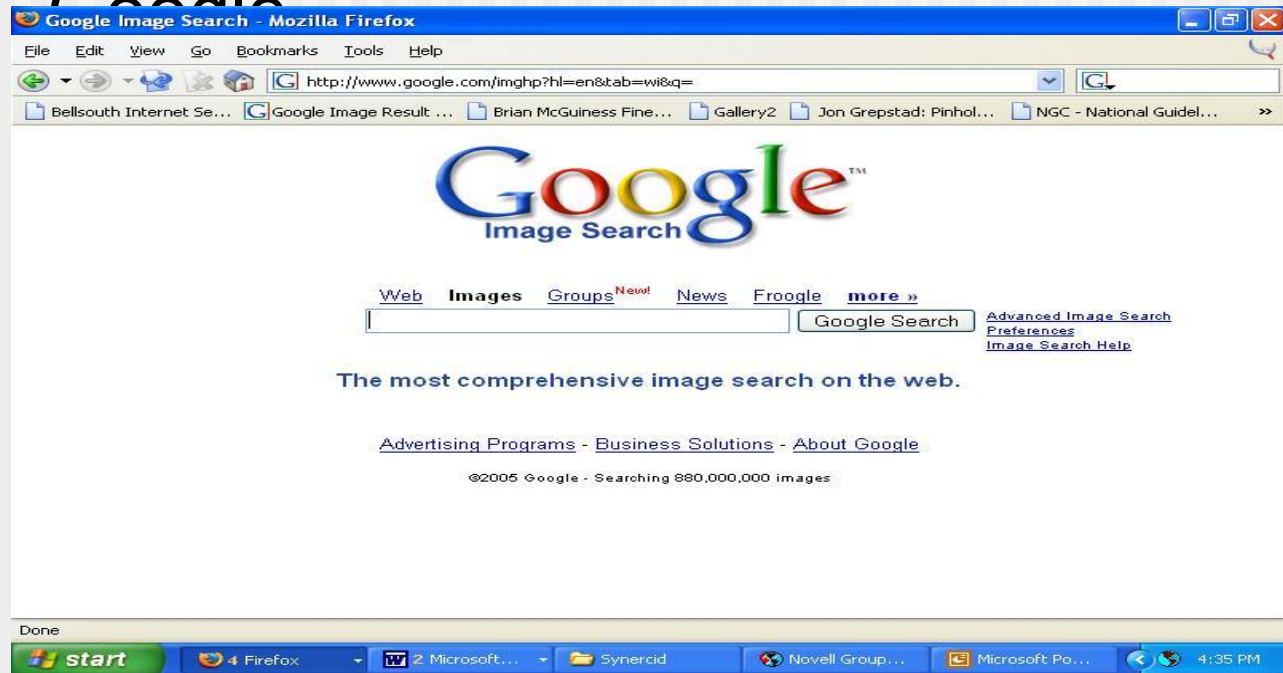 Google
Google Image Search - Mozilla Firefox
File Edit View Go Bookmarks Tools Help
G http://www.google.com/imghp?hl=en&tab=wi&q= G
Bellsouth Internet Se... Google Image Result ... Brian McGuiness Fine... Gallery2 Jon Grepstad: Pinhol... NGC - National Guidel... »
Google™
Image Search
Web Images Groups New! News Froogle more »
Google Search
Advanced Image Search
Preferences
Image Search Help
The most comprehensive image search on the web.
Advertising Programs - Business Solutions - About Google
©2005 Google - Searching 880,000,000 images
Done
start 4 Firefox 2 Microsoft... Synercid Novell Group... Microsoft Po... 4:35 PM